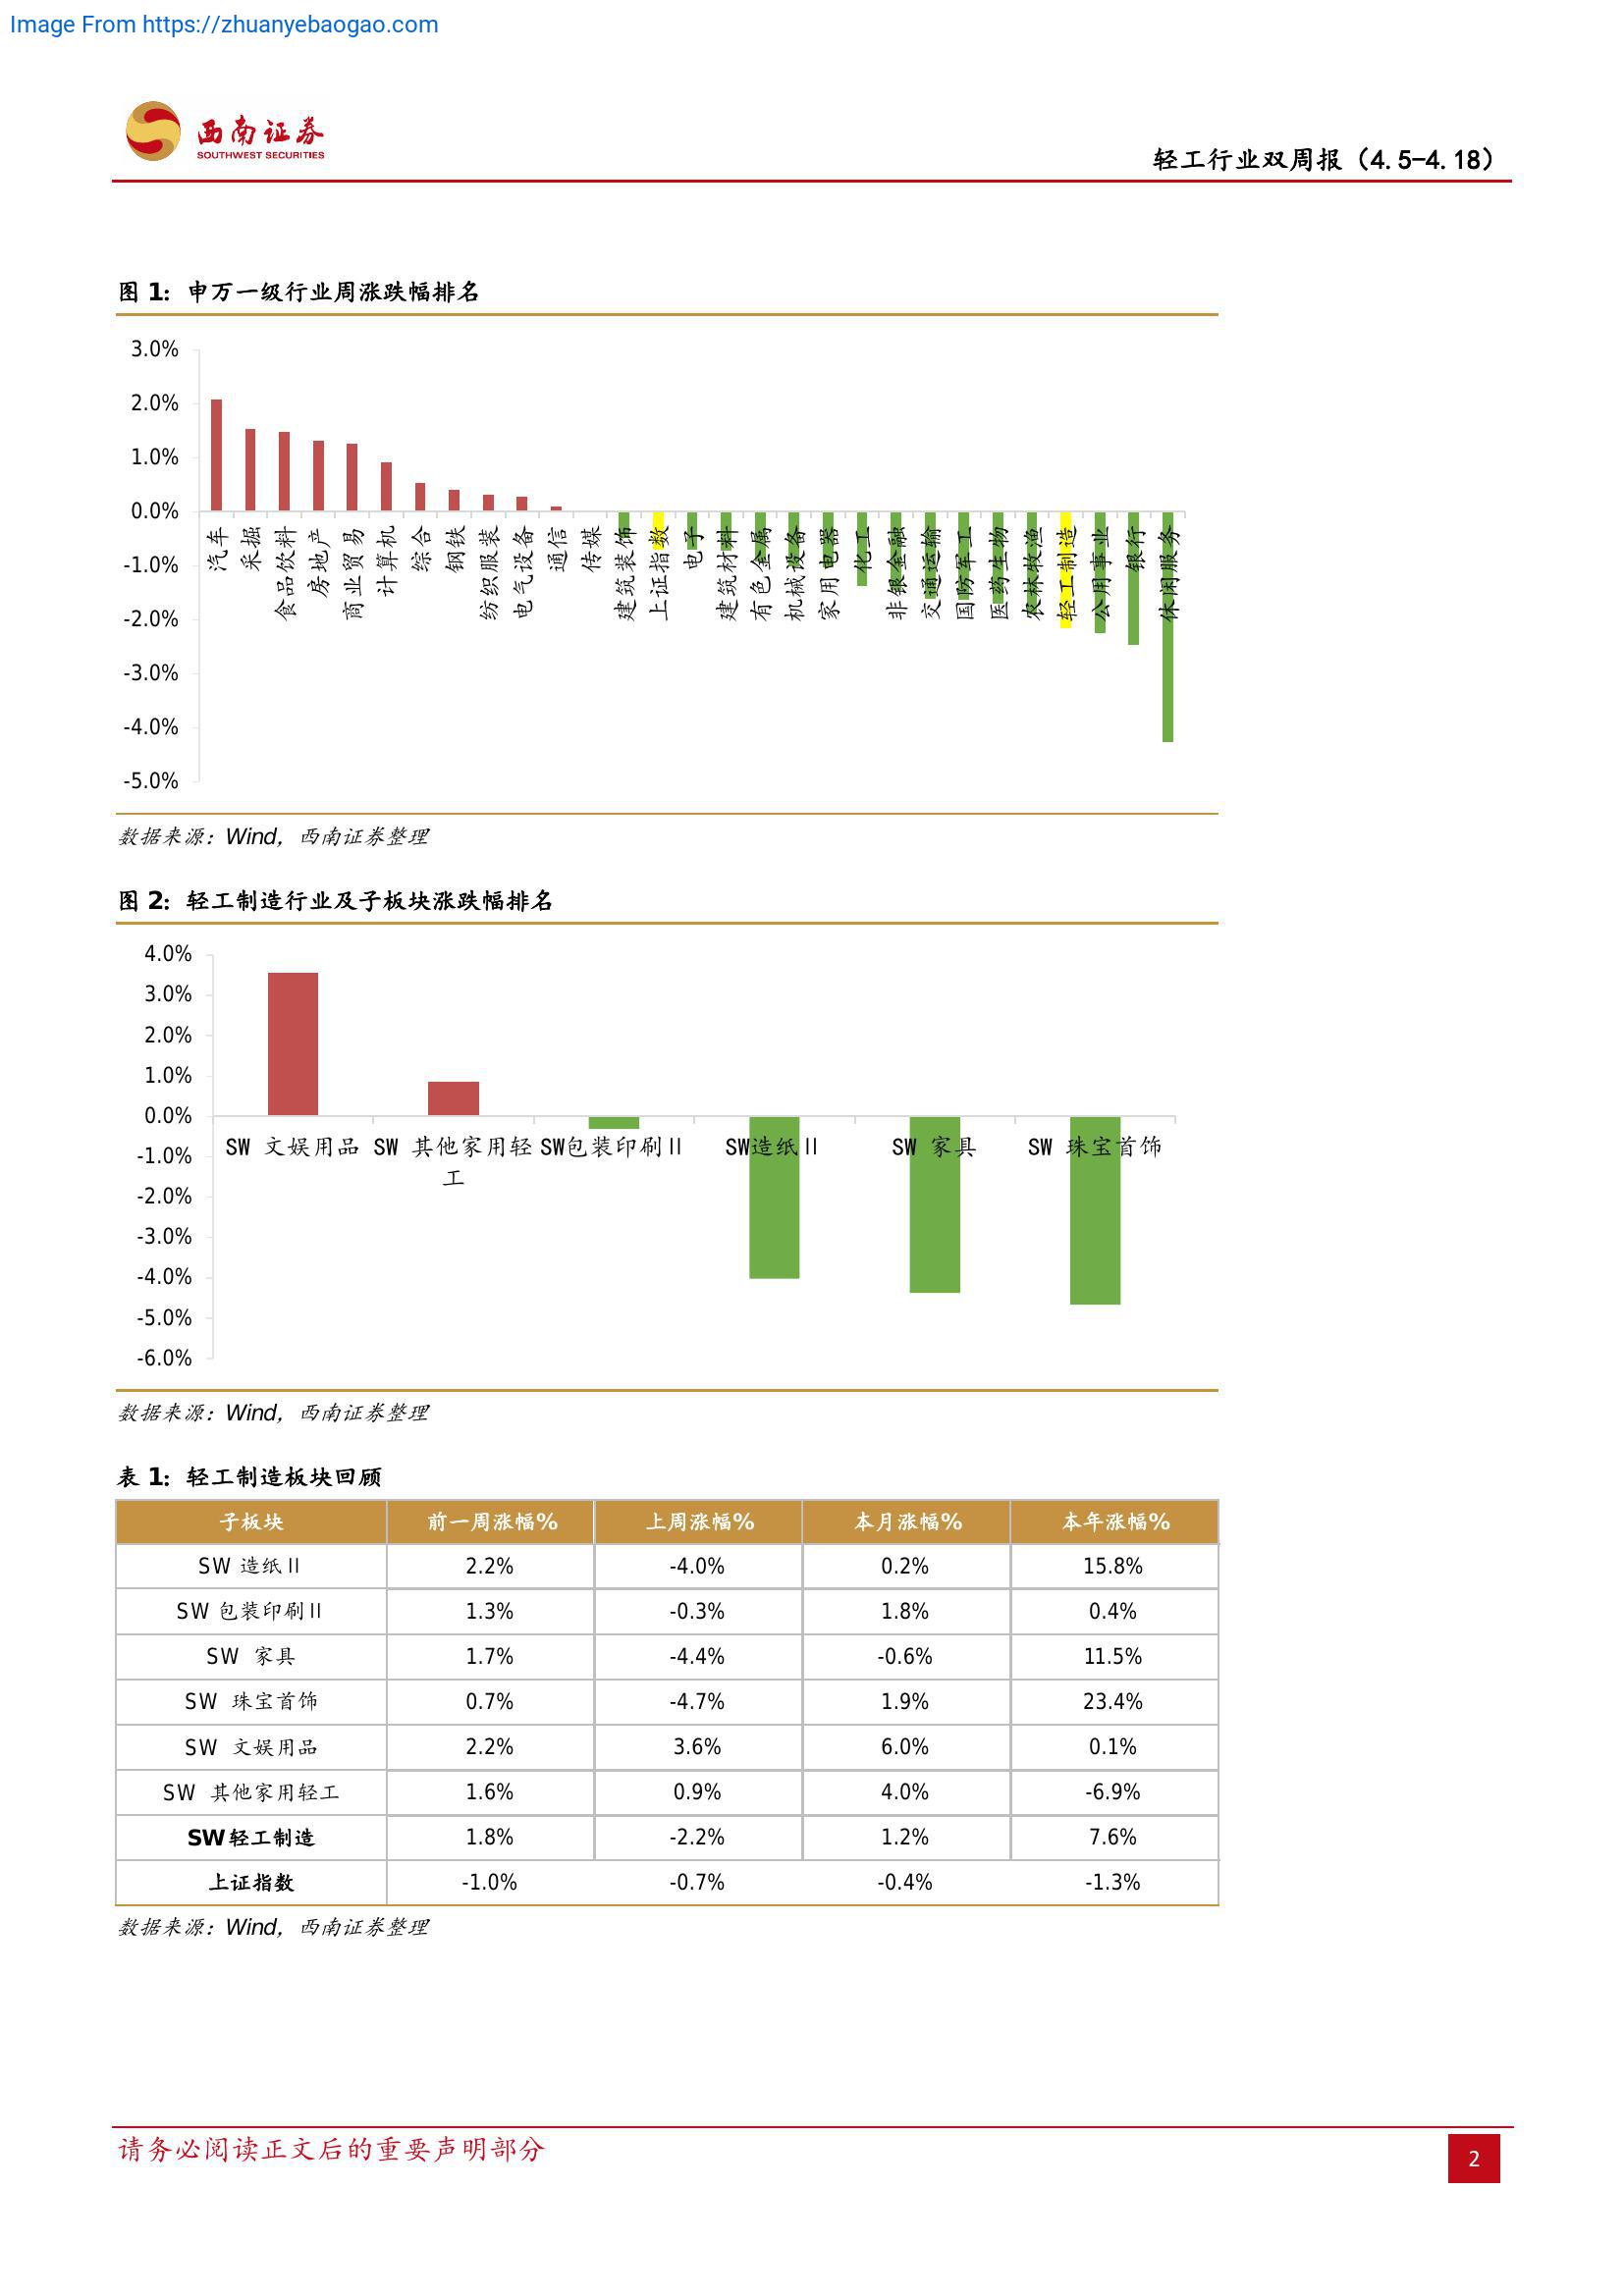 Image From https://zhuanyebaogao.com
西南证券
SOUTHWEST SECURITIES
轻工行业双周报（4.5-4.18）
图 1：申万一级行业周涨跌幅排名
3.0%
2.0%
1.0%
0.0%
-1.0%
-2.0%
-3.0%
-4.0%
-5.0%
汽车
采掘
食品饮料
房地产
商业贸易
计算机
综合
钢铁
纺织服装
电气设备
通信
传媒
建筑装饰
上证指数
电子
建筑材料
有色金属
机械设备
家用电器
化工
非银金融
交通运输
国防军工
医药生物
农林牧渔
轻工制造
公用事业
银行
休闲服务
数据来源：Wind，西南证券整理
图 2：轻工制造行业及子板块涨跌幅排名
4.0%
3.0%
2.0%
1.0%
0.0%
-1.0%
-2.0%
-3.0%
-4.0%
-5.0%
-6.0%
SW 文娱用品 SW 其他家用轻 SW包装印刷Ⅱ SW造纸Ⅱ SW 家具 SW 珠宝首饰
工
数据来源：Wind，西南证券整理
表 1：轻工制造板块回顾
子板块 前一周涨幅% 上周涨幅% 本月涨幅% 本年涨幅%
SW 造纸Ⅱ 2.2% -4.0% 0.2% 15.8%
SW 包装印刷Ⅱ 1.3% -0.3% 1.8% 0.4%
SW 家具 1.7% -4.4% -0.6% 11.5%
SW 珠宝首饰 0.7% -4.7% 1.9% 23.4%
SW 文娱用品 2.2% 3.6% 6.0% 0.1%
SW 其他家用轻工 1.6% 0.9% 4.0% -6.9%
SW 轻工制造 1.8% -2.2% 1.2% 7.6%
上证指数 -1.0% -0.7% -0.4% -1.3%
数据来源：Wind，西南证券整理
请务必阅读正文后的重要声明部分
2